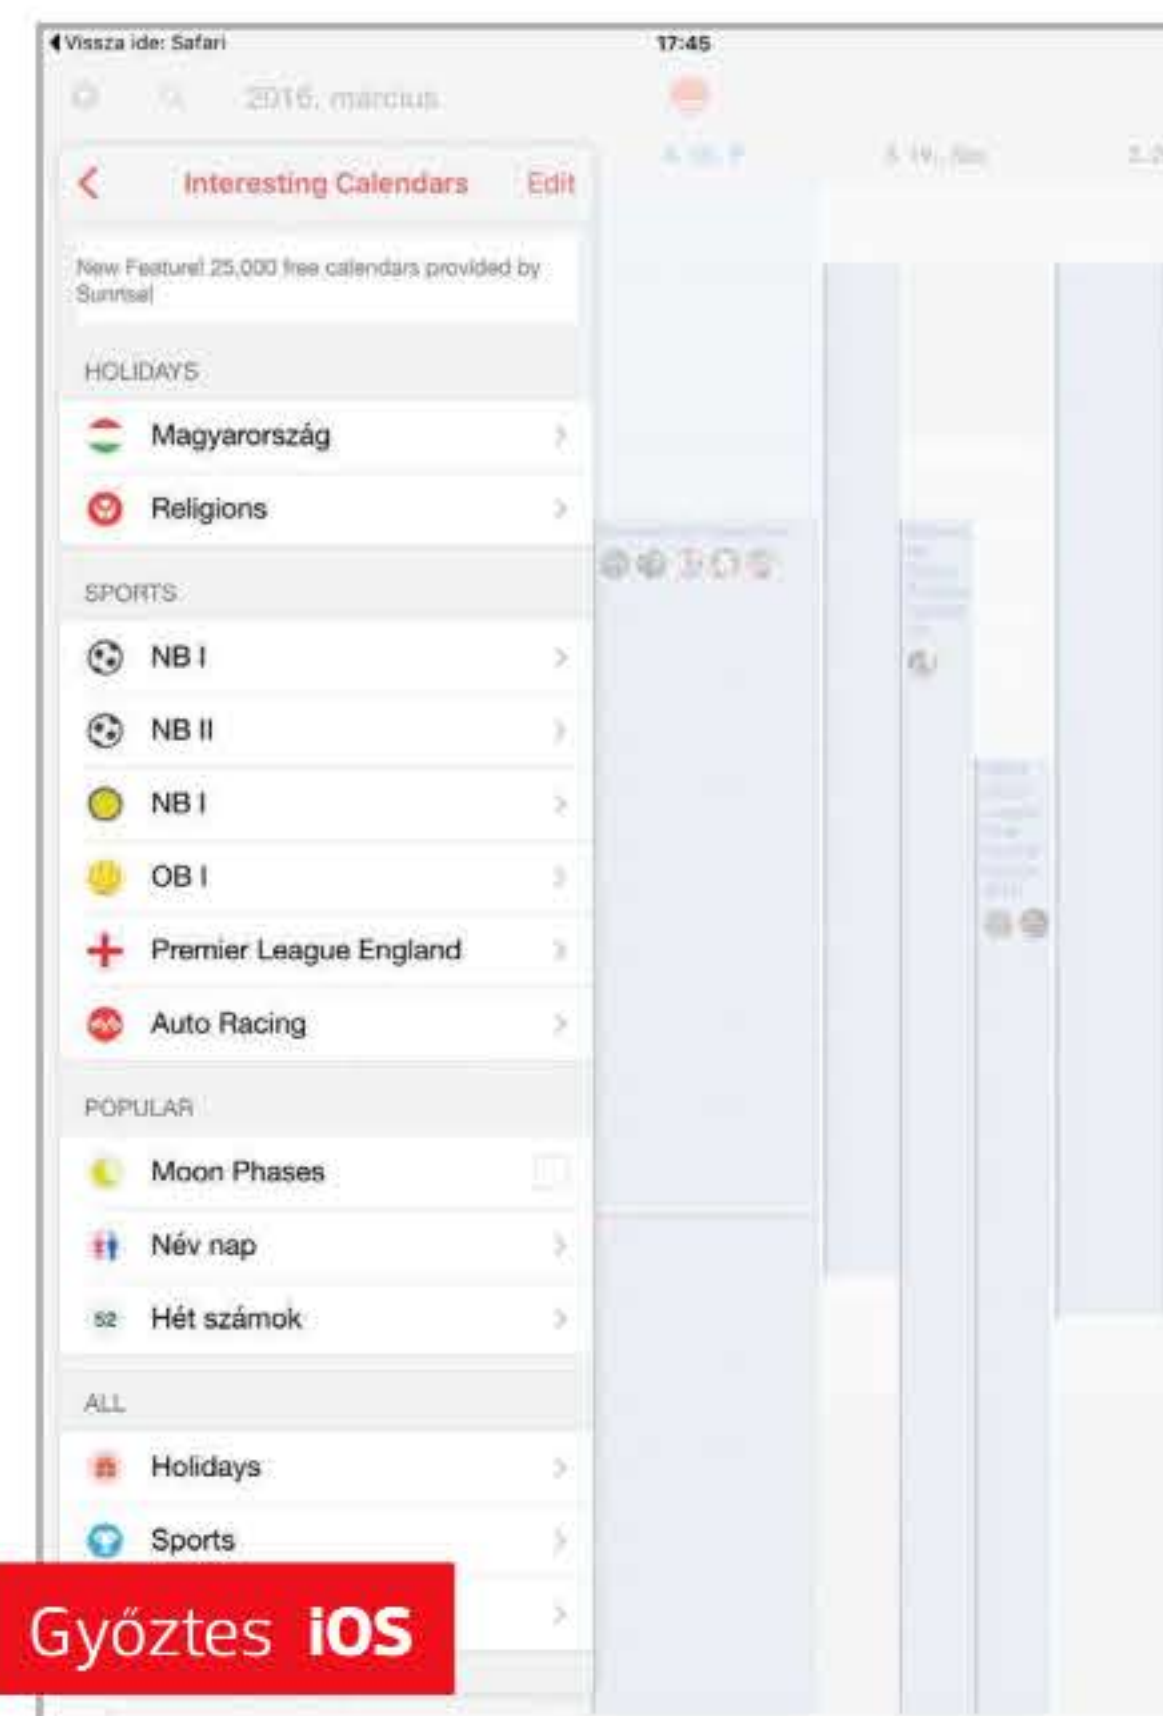 Vissza ide: Safari
17:45
2016. március
Interesting Calendars
Edit
New Feature! 25,000 free calendars provided by
Sunrise!
HOLIDAYS
Magyarország
Religions
SPORTS
NB I
NB II
NB I
OB I
Premier League England
Auto Racing
POPULAR
Moon Phases
Név nap
52
Hét számok
ALL
Holidays
Sports
Győztes iOS